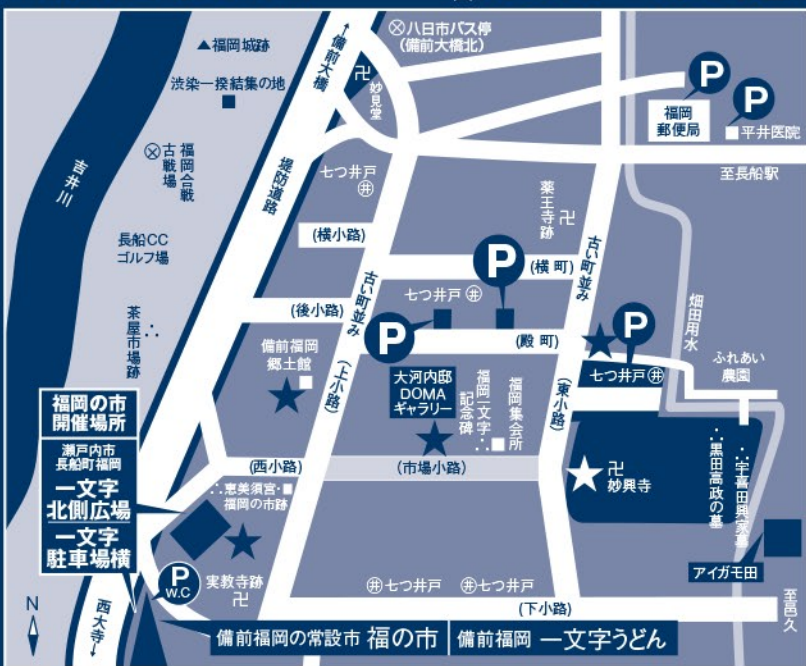 ⊗八日市バス停
(備前大橋北)
↑備前大橋
▲福岡城跡
渋染一揆結集の地
卍
妙見堂
P
福岡
郵便局
P
平井医院
至長船駅
福岡合戦
古戦場
吉井川
堤防道路
七つ井戸
井
薬王寺跡
卍
長船CC
ゴルフ場
(横小路)
古い町並み
P
(横町)
古い町並み
畑田用水
茶屋市場跡
(後小路)
七つ井戸 井
P
(殿町)
P
七つ井戸 井
ふれあい
農園
備前福岡
郷土館
(上小路)
大河内邸
DOMA
ギャラリー
福岡一文字
記念碑
福岡集会所
(東小路)
福岡の市
開催場所
瀬戸内市
長船町福岡
一文字
北側広場
一文字
駐車場横
(西小路)
(市場小路)
卍
妙興寺
∴黒田高政の墓
∴宇喜田興家墓
∴恵美須宮・■
福岡の市跡
アイガモ田
実教寺跡
卍
P
W.C
井七つ井戸
井七つ井戸
(下小路)
至邑久
N
西大寺→
備前福岡の常設市 福の市
備前福岡 一文字うどん